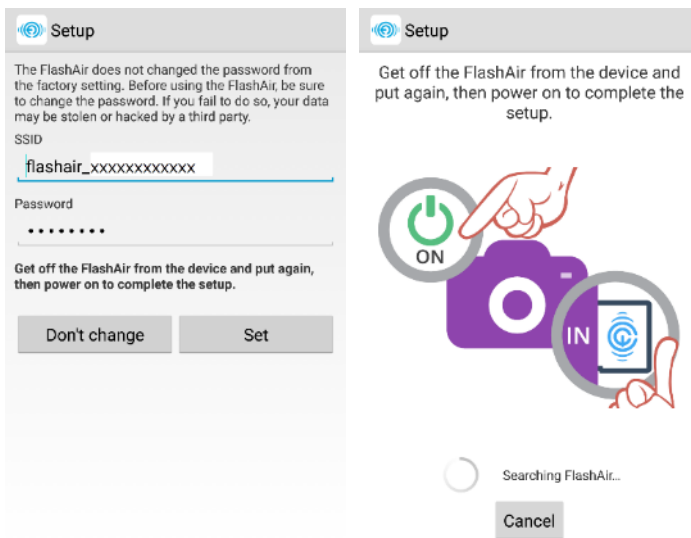 Setup
The FlashAir does not changed the password from
the factory setting. Before using the FlashAir, be sure
to change the password. If you fail to do so, your data
may be stolen or hacked by a third party.
SSID
flashair_xxxxxxxxxxxx
Password
••••••••
Get off the FlashAir from the device and put again,
then power on to complete the setup.
Don't change
Set
Setup
Get off the FlashAir from the device and
put again, then power on to complete the
setup.
ON
IN
Searching FlashAir...
Cancel